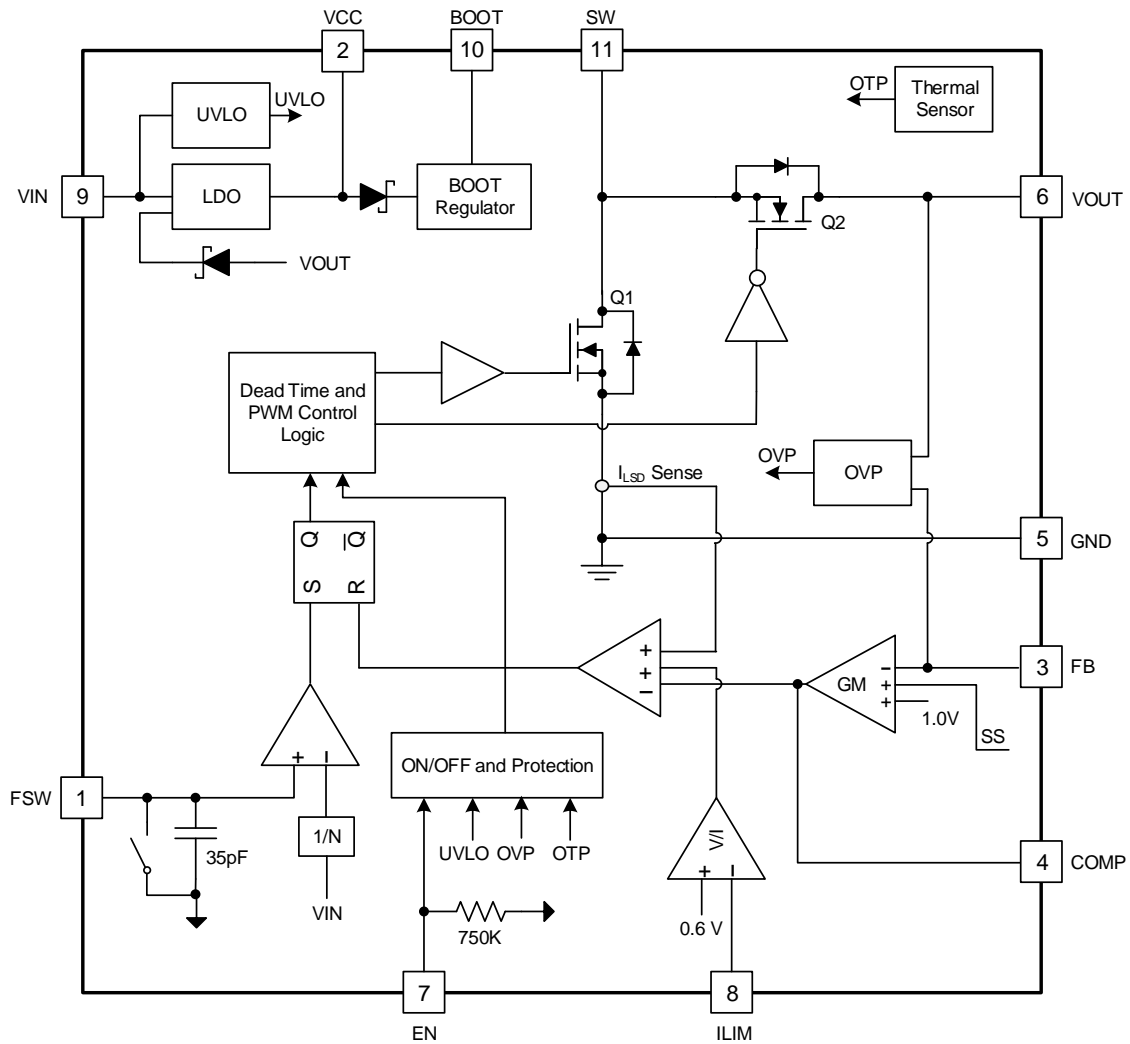 VCC
BOOT
SW
2
10
11
UVLO
UVLO
OTP
Thermal
Sensor
VIN
9
LDO
BOOT
Regulator
6
VOUT
Q2
VOUT
Q1
Dead Time and
PWM Control
Logic
OVP
OVP
I_LSD Sense
Q
Q̅
S
R
5
GND
+
+
−
GM
−
+
+
1.0V
SS
3
FB
+
−
ON/OFF and Protection
FSW
1
35pF
1/N
VIN
UVLO
OVP
OTP
V/I
+
−
0.6 V
4
COMP
750K
7
8
EN
ILIM